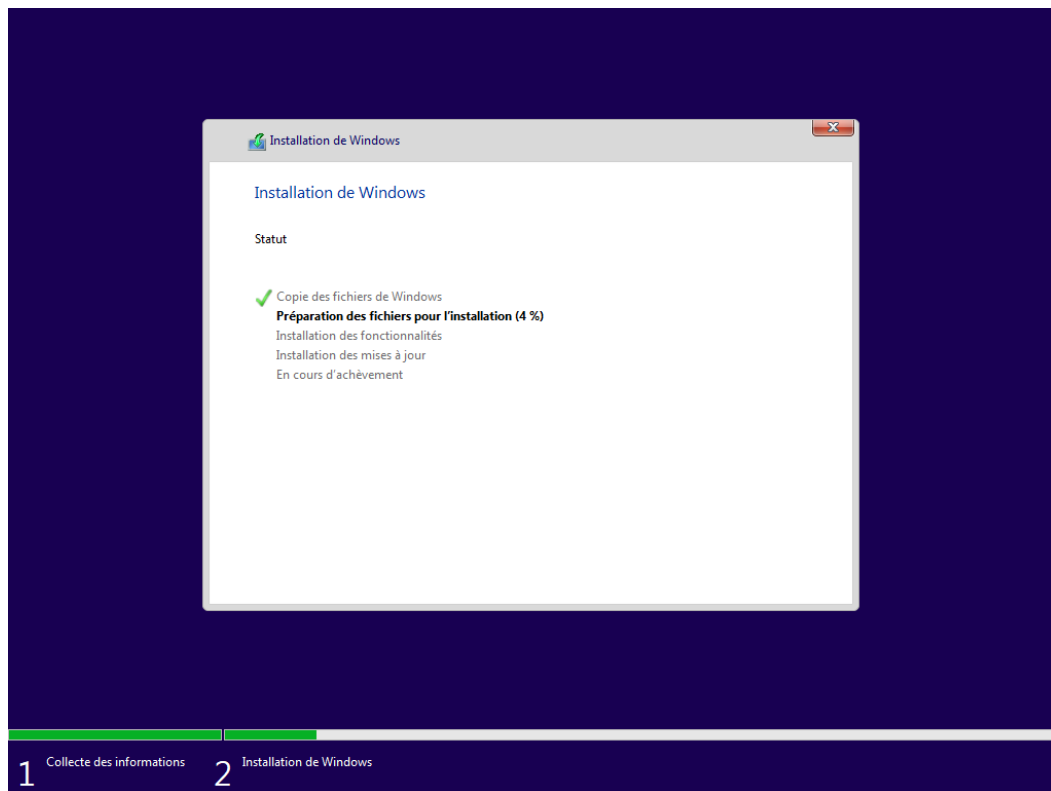 Installation de Windows
Installation de Windows
Statut
Copie des fichiers de Windows
Préparation des fichiers pour l'installation (4 %)
Installation des fonctionnalités
Installation des mises à jour
En cours d'achèvement
1 Collecte des informations 2 Installation de Windows